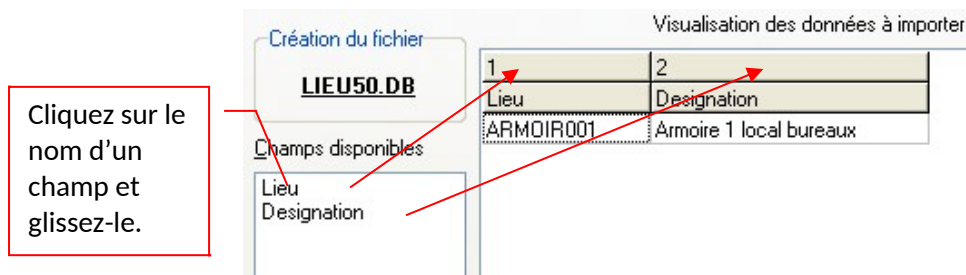 Visualisation des données à importer
Création du fichier
LIEU50.DB
1 2
Lieu Designation
ARMOIR001 Armoire 1 local bureaux
Cliquez sur le
nom d’un
champ et
glissez-le.
Champs disponibles
Lieu
Designation